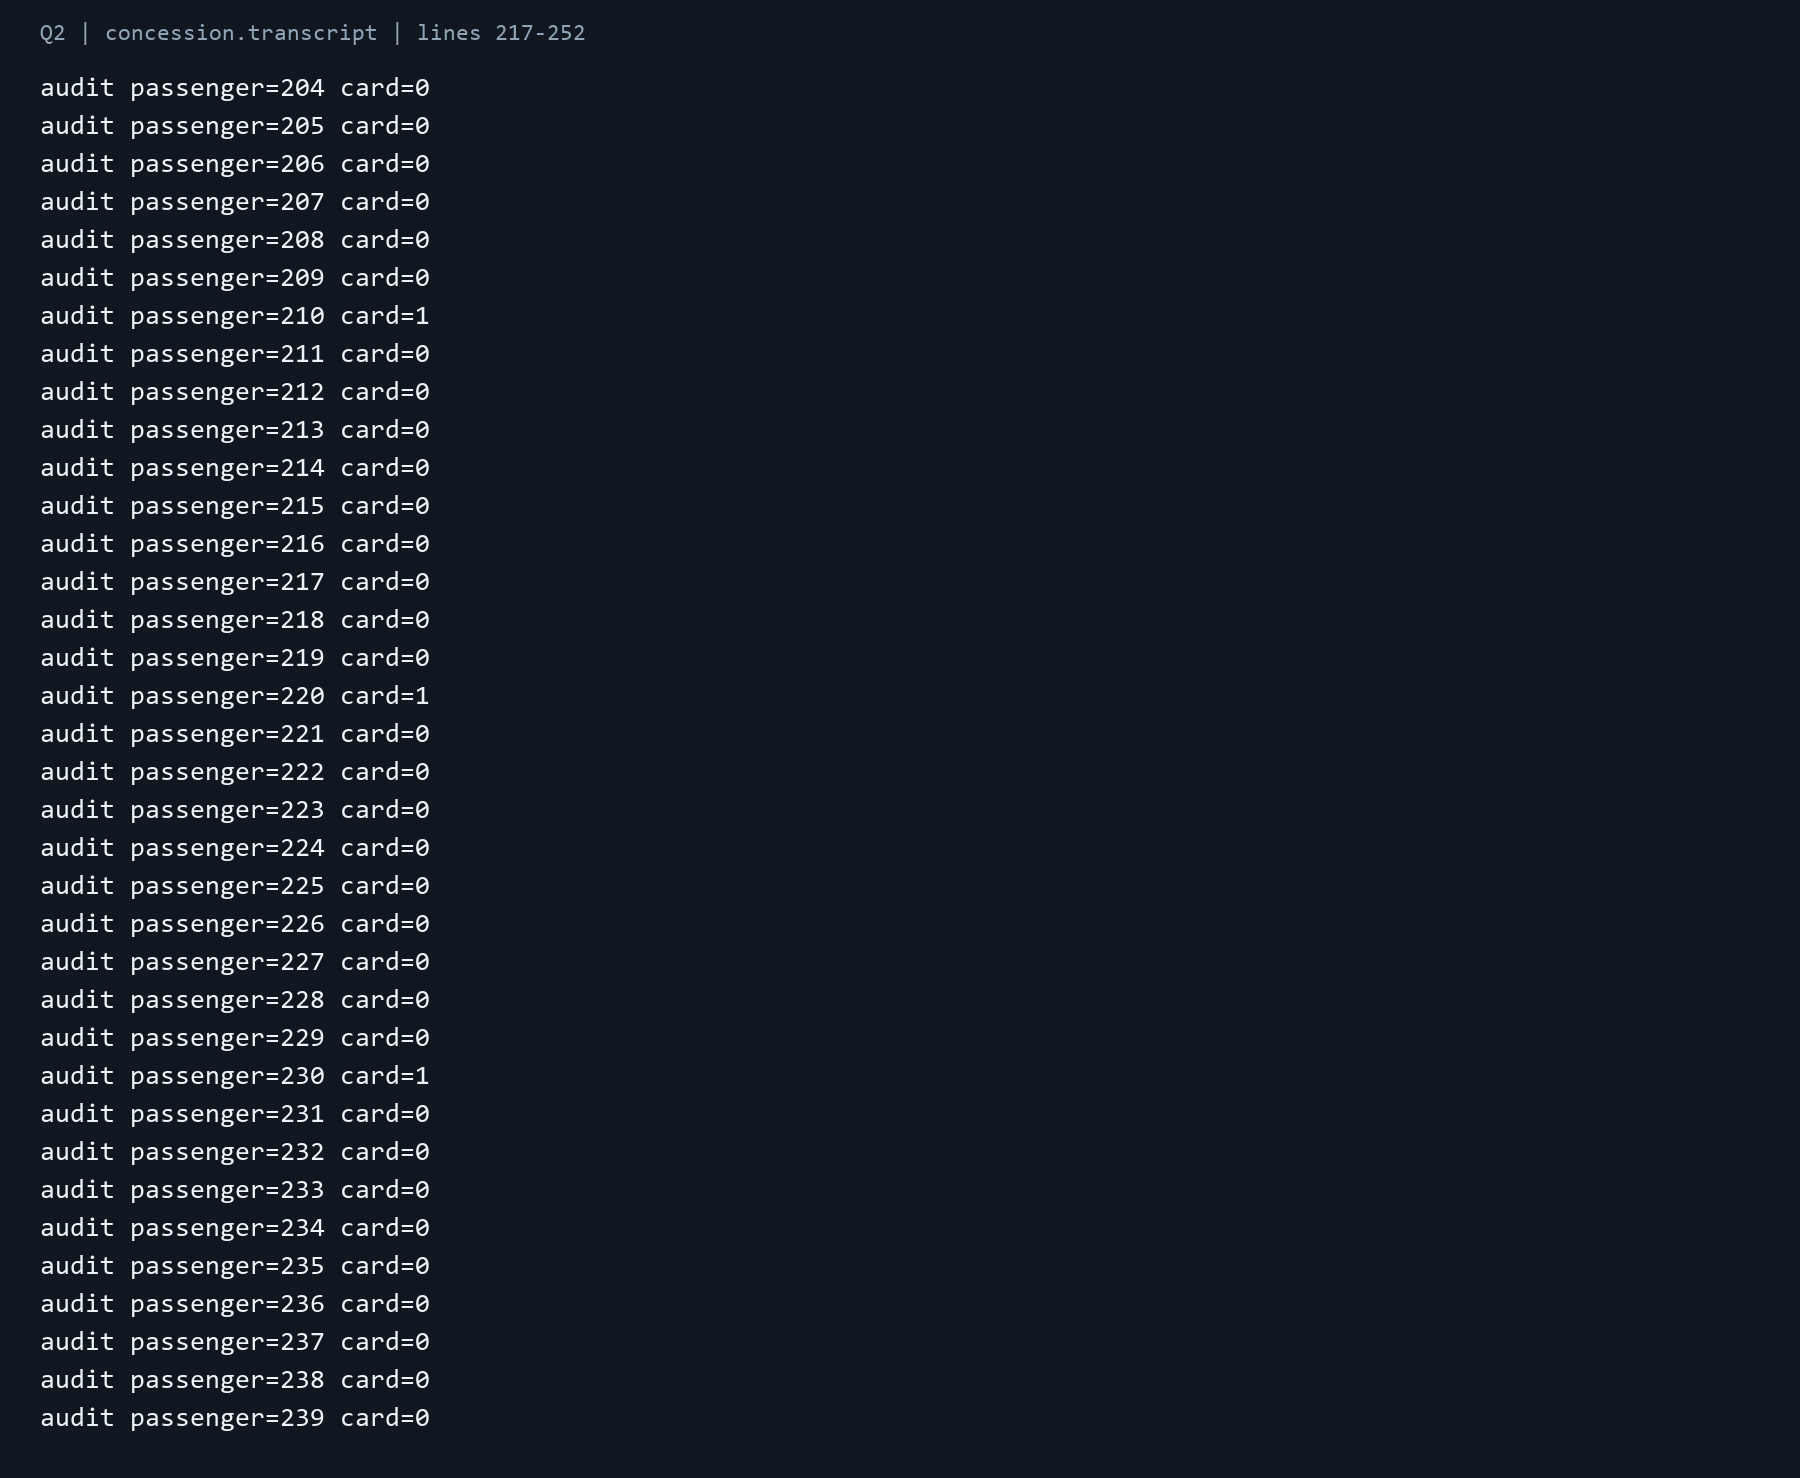 Q2 | concession.transcript | lines 217-252
audit passenger=204 card=0
audit passenger=205 card=0
audit passenger=206 card=0
audit passenger=207 card=0
audit passenger=208 card=0
audit passenger=209 card=0
audit passenger=210 card=1
audit passenger=211 card=0
audit passenger=212 card=0
audit passenger=213 card=0
audit passenger=214 card=0
audit passenger=215 card=0
audit passenger=216 card=0
audit passenger=217 card=0
audit passenger=218 card=0
audit passenger=219 card=0
audit passenger=220 card=1
audit passenger=221 card=0
audit passenger=222 card=0
audit passenger=223 card=0
audit passenger=224 card=0
audit passenger=225 card=0
audit passenger=226 card=0
audit passenger=227 card=0
audit passenger=228 card=0
audit passenger=229 card=0
audit passenger=230 card=1
audit passenger=231 card=0
audit passenger=232 card=0
audit passenger=233 card=0
audit passenger=234 card=0
audit passenger=235 card=0
audit passenger=236 card=0
audit passenger=237 card=0
audit passenger=238 card=0
audit passenger=239 card=0